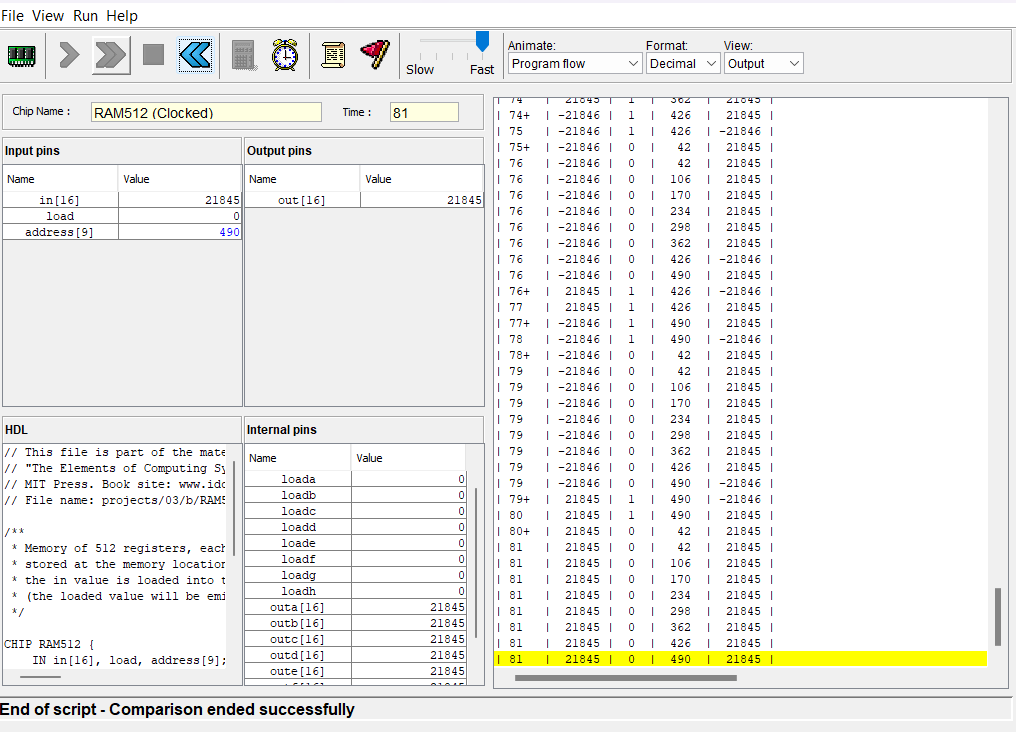 File View Run Help
Slow Fast
Animate: Format: View:
Program flow Decimal Output
Chip Name : RAM512 (Clocked) Time : 81
Input pins
Name Value
in[16] 21845
load 0
address[9] 490
Output pins
Name Value
out[16] 21845
HDL
// This file is part of the mate
// "The Elements of Computing Sy
// MIT Press. Book site: www.idc
// File name: projects/03/b/RAM5
/**
* Memory of 512 registers, each
* stored at the memory location
* the in value is loaded into t
* (the loaded value will be emi
*/
CHIP RAM512 {
IN in[16], load, address[9];
Internal pins
Name Value
loada 0
loadb 0
loadc 0
loadd 0
loade 0
loadf 0
loadg 0
loadh 0
outa[16] 21845
outb[16] 21845
outc[16] 21845
outd[16] 21845
oute[16] 21845
| 74 | 21845 | 1 | 362 | 21845 |
| 74+ | -21846 | 1 | 426 | 21845 |
| 75 | -21846 | 1 | 426 | -21846 |
| 75+ | -21846 | 0 | 42 | 21845 |
| 76 | -21846 | 0 | 42 | 21845 |
| 76 | -21846 | 0 | 106 | 21845 |
| 76 | -21846 | 0 | 170 | 21845 |
| 76 | -21846 | 0 | 234 | 21845 |
| 76 | -21846 | 0 | 298 | 21845 |
| 76 | -21846 | 0 | 362 | 21845 |
| 76 | -21846 | 0 | 426 | -21846 |
| 76 | -21846 | 0 | 490 | 21845 |
| 76+ | 21845 | 1 | 426 | -21846 |
| 77 | 21845 | 1 | 426 | 21845 |
| 77+ | -21846 | 1 | 490 | 21845 |
| 78 | -21846 | 1 | 490 | -21846 |
| 78+ | -21846 | 0 | 42 | 21845 |
| 79 | -21846 | 0 | 42 | 21845 |
| 79 | -21846 | 0 | 106 | 21845 |
| 79 | -21846 | 0 | 170 | 21845 |
| 79 | -21846 | 0 | 234 | 21845 |
| 79 | -21846 | 0 | 298 | 21845 |
| 79 | -21846 | 0 | 362 | 21845 |
| 79 | -21846 | 0 | 426 | 21845 |
| 79 | -21846 | 0 | 490 | -21846 |
| 79+ | 21845 | 1 | 490 | -21846 |
| 80 | 21845 | 1 | 490 | 21845 |
| 80+ | 21845 | 0 | 42 | 21845 |
| 81 | 21845 | 0 | 42 | 21845 |
| 81 | 21845 | 0 | 106 | 21845 |
| 81 | 21845 | 0 | 170 | 21845 |
| 81 | 21845 | 0 | 234 | 21845 |
| 81 | 21845 | 0 | 298 | 21845 |
| 81 | 21845 | 0 | 362 | 21845 |
| 81 | 21845 | 0 | 426 | 21845 |
| 81 | 21845 | 0 | 490 | 21845 |
End of script - Comparison ended successfully